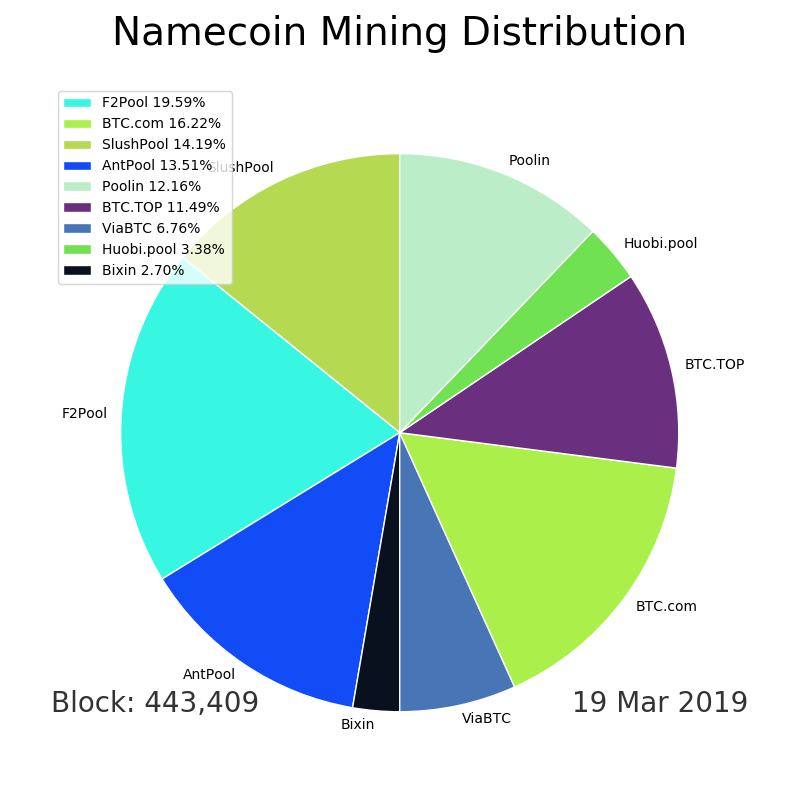 Namecoin Mining Distribution
F2Pool 19.59%
BTC.com 16.22%
SlushPool 14.19%
AntPool 13.51%
Poolin 12.16%
BTC.TOP 11.49%
ViaBTC 6.76%
Huobi.pool 3.38%
Bixin 2.70%
Poolin
SlushPool
Huobi.pool
BTC.TOP
F2Pool
BTC.com
AntPool
Block: 443,409
19 Mar 2019
ViaBTC
Bixin